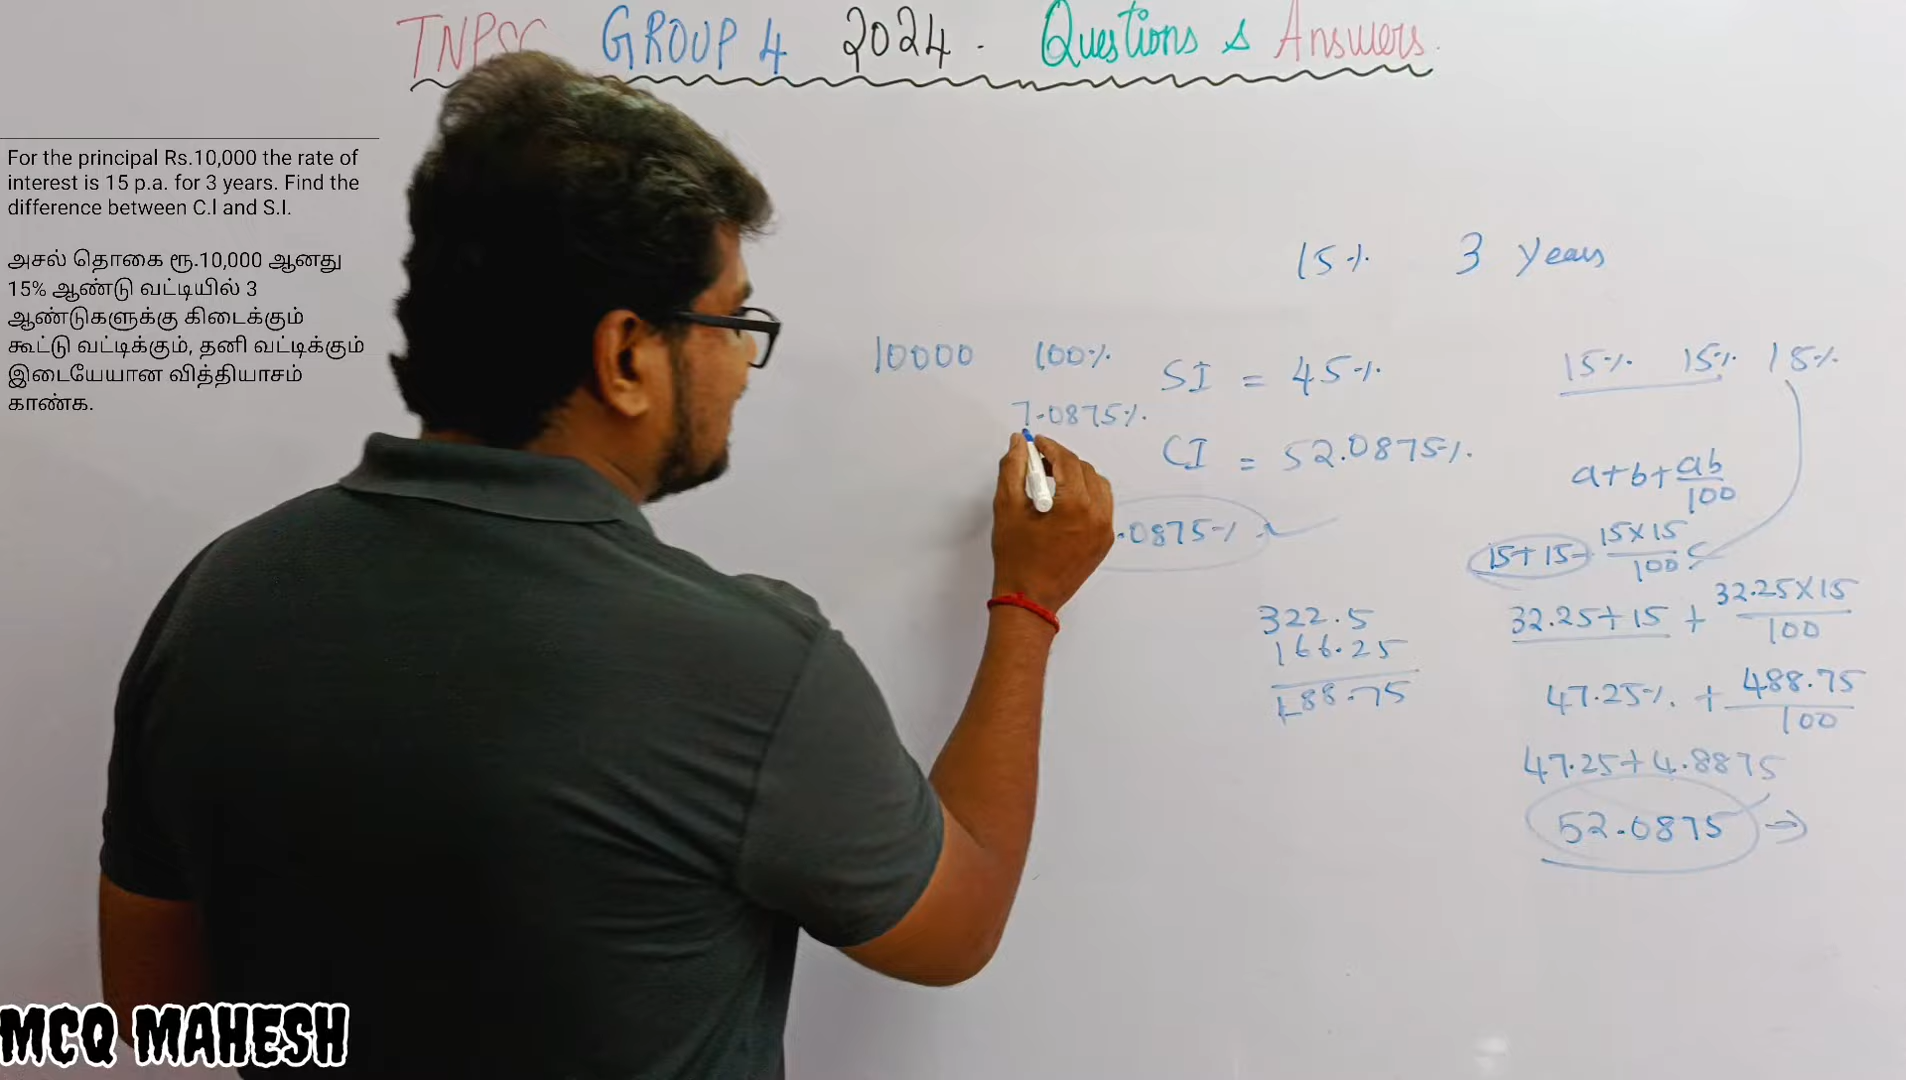 TNPSC GROUP 4 2024. Questions & Answers.
For the principal Rs.10,000 the rate of
interest is 15 p.a. for 3 years. Find the
difference between C.I and S.I.
அசல் தொகை ரூ.10,000 ஆனது
15% ஆண்டு வட்டியில் 3
ஆண்டுகளுக்கு கிடைக்கும்
கூட்டு வட்டிக்கும், தனி வட்டிக்கும்
இடையேயான வித்தியாசம்
காண்க.
15% 3 Years
10000 100%
7.0875%
SI = 45%
CI = 52.0875%
.0875%
322.5
166.25
488.75
15% 15% 15%
a+b+ab/100
15+15+15×15/100
32.25+15+32.25×15/100
47.25%+488.75/100
47.25+4.8875
52.0875 →
MCQ MAHESH